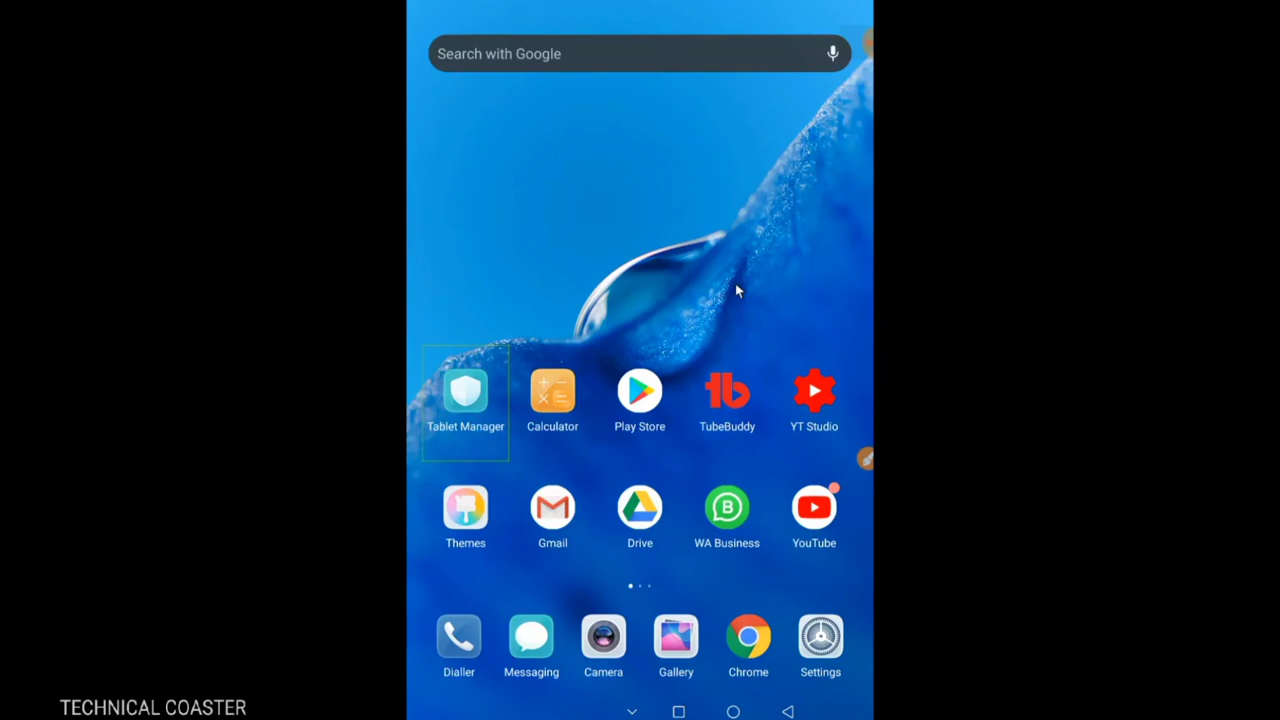 Search with Google
Tablet Manager
Calculator
Play Store
TubeBuddy
YT Studio
Themes
Gmail
Drive
WA Business
YouTube
Dialler
Messaging
Camera
Gallery
Chrome
Settings
TECHNICAL COASTER